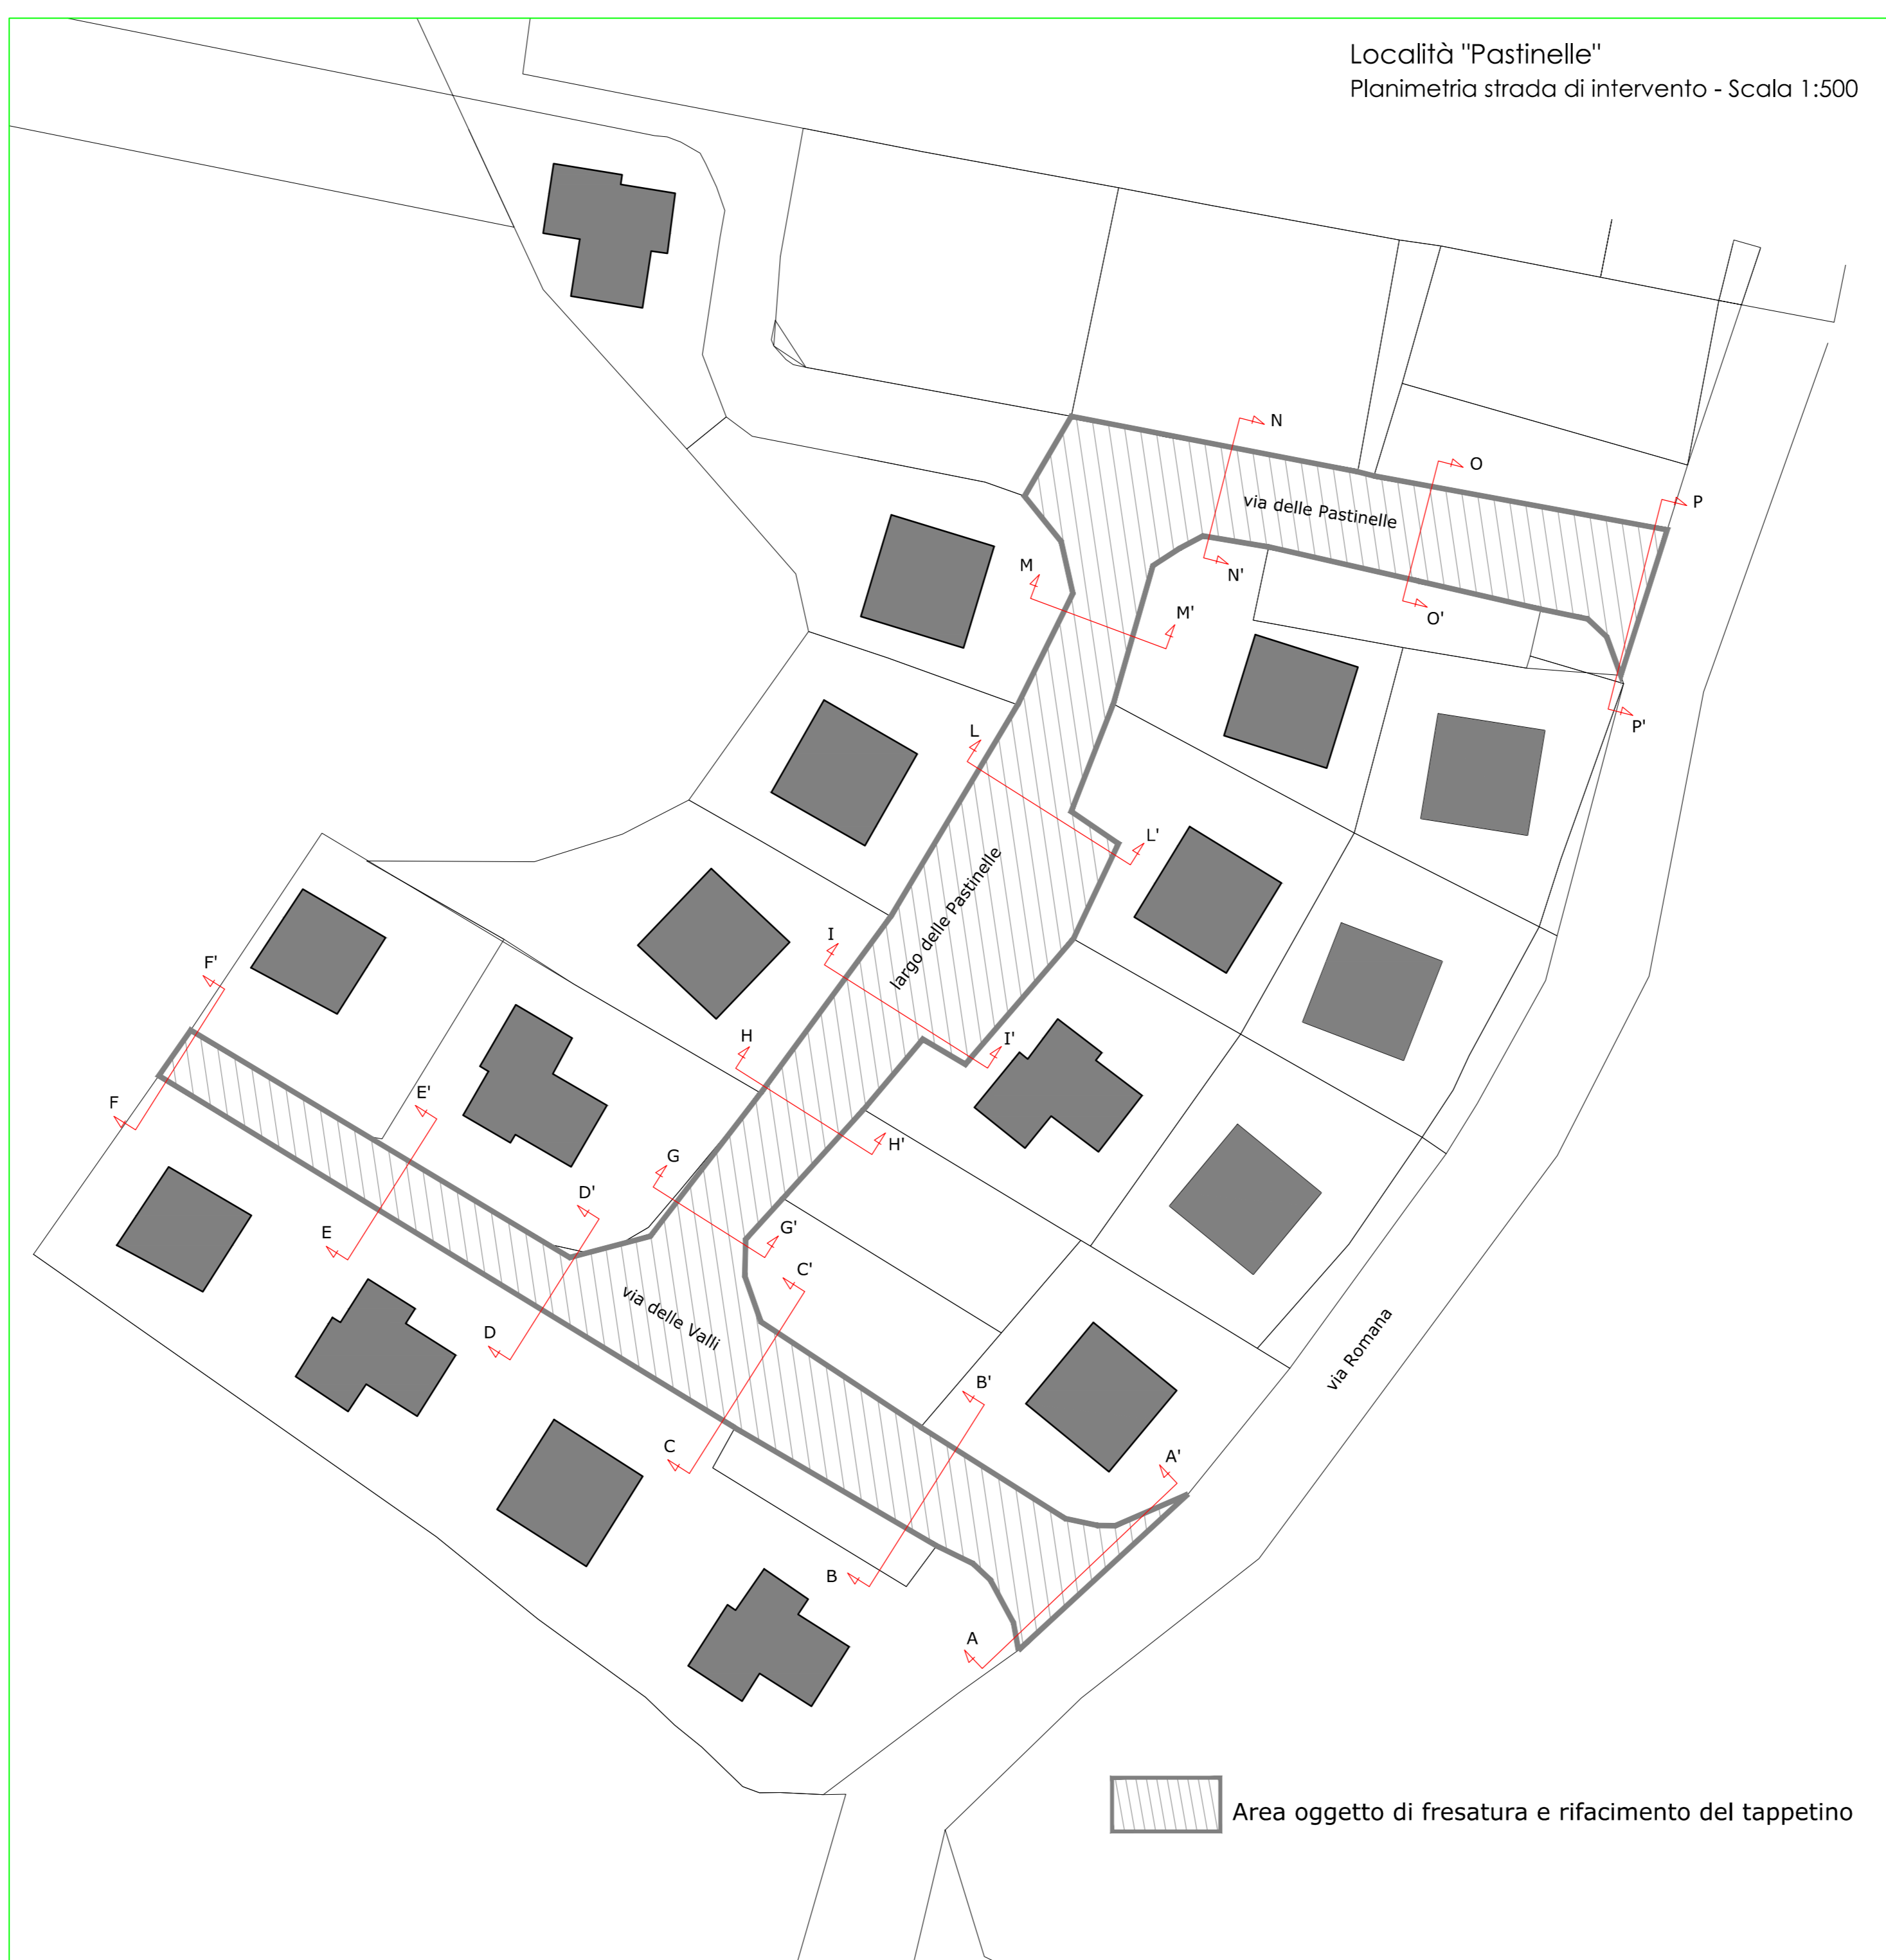 Località "Pastinelle"
Planimetria strada di intervento - Scala 1:500
N
O
P
via delle Pastinelle
M
N'
M'
O'
P'
L
L'
largo delle Pastinelle
I
F'
H
I'
E'
F
H'
G
D'
G'
E
C'
via delle Valli
D
via Romana
B'
C
A'
B
A
Area oggetto di fresatura e rifacimento del tappetino